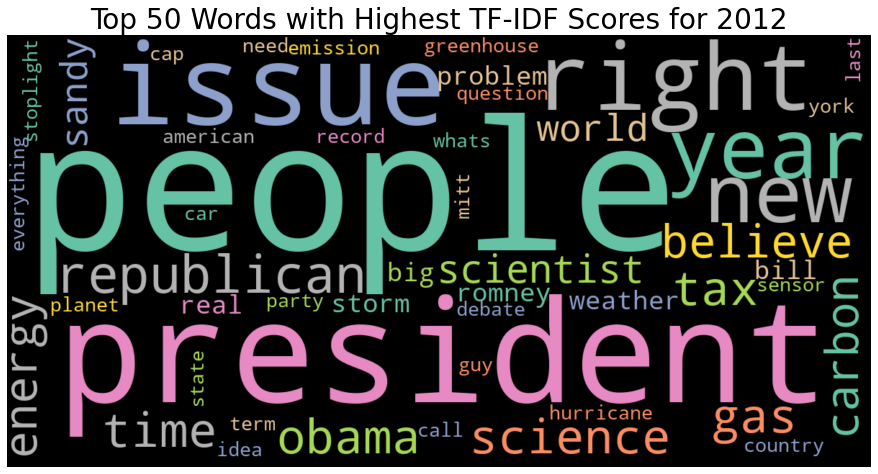 Top 50 Words with Highest TF-IDF Scores for 2012
stoplight
sandy
cap
need
emission
issue
greenhouse
problem
question
right
last
york
american
record
whats
world
year
everything
people
car
mitt
new
believe
republican
big
scientist
romney
tax
bill
sensor
energy
planet
real
party
storm
debate
weather
carbon
president
state
guy
time
term
idea
obama
call
science
hurricane
gas
country